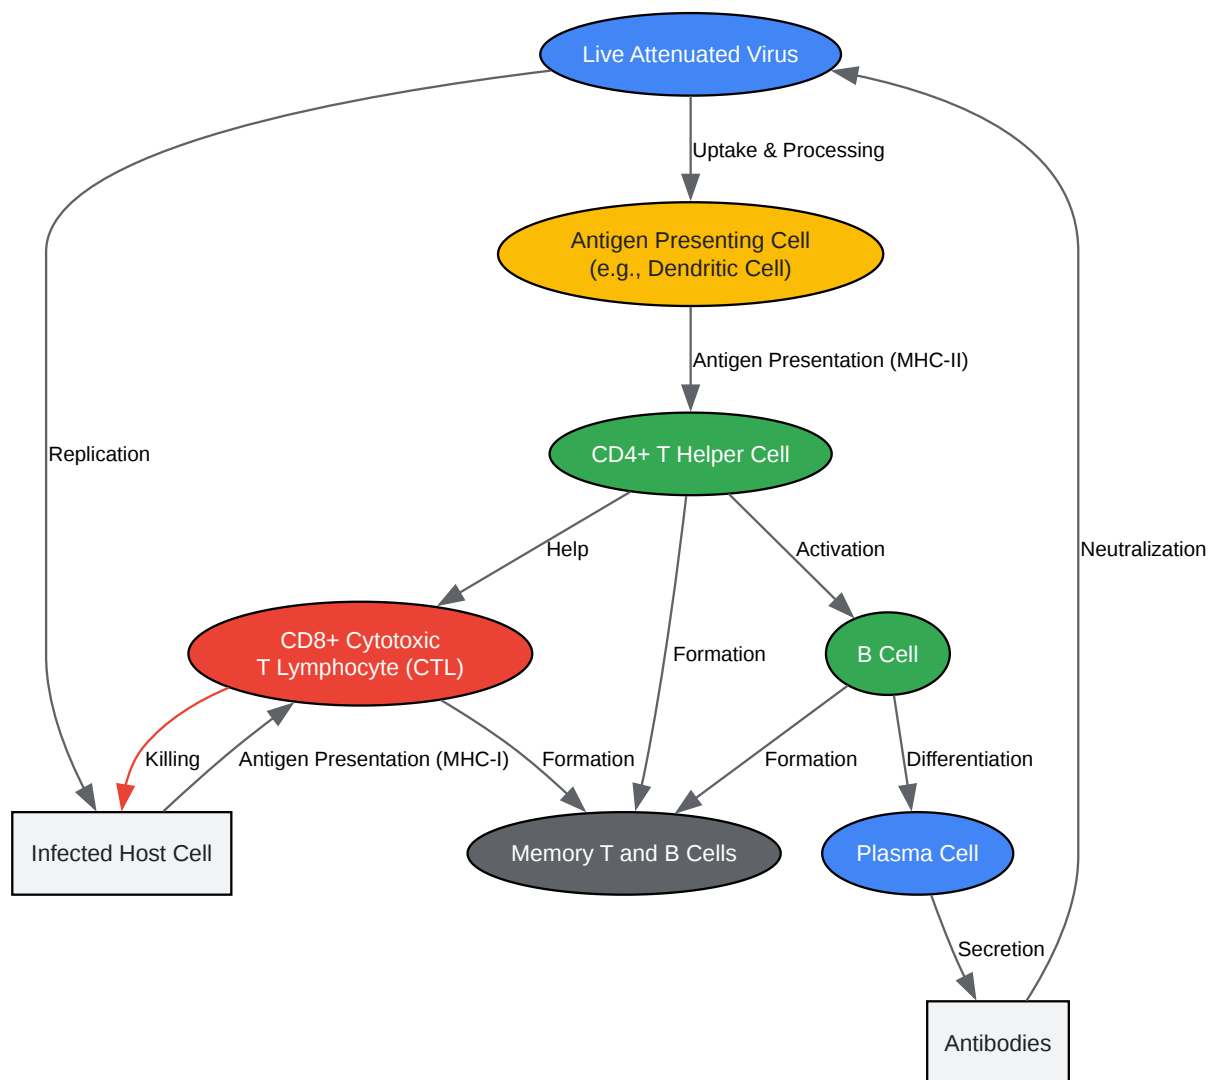 Live Attenuated Virus
Uptake & Processing
Antigen Presenting Cell
(e.g., Dendritic Cell)
Antigen Presentation (MHC-II)
Replication
CD4+ T Helper Cell
Help
Activation
Neutralization
CD8+ Cytotoxic
T Lymphocyte (CTL)
Formation
B Cell
Killing
Antigen Presentation (MHC-I)
Formation
Formation
Differentiation
Infected Host Cell
Memory T and B Cells
Plasma Cell
Secretion
Antibodies